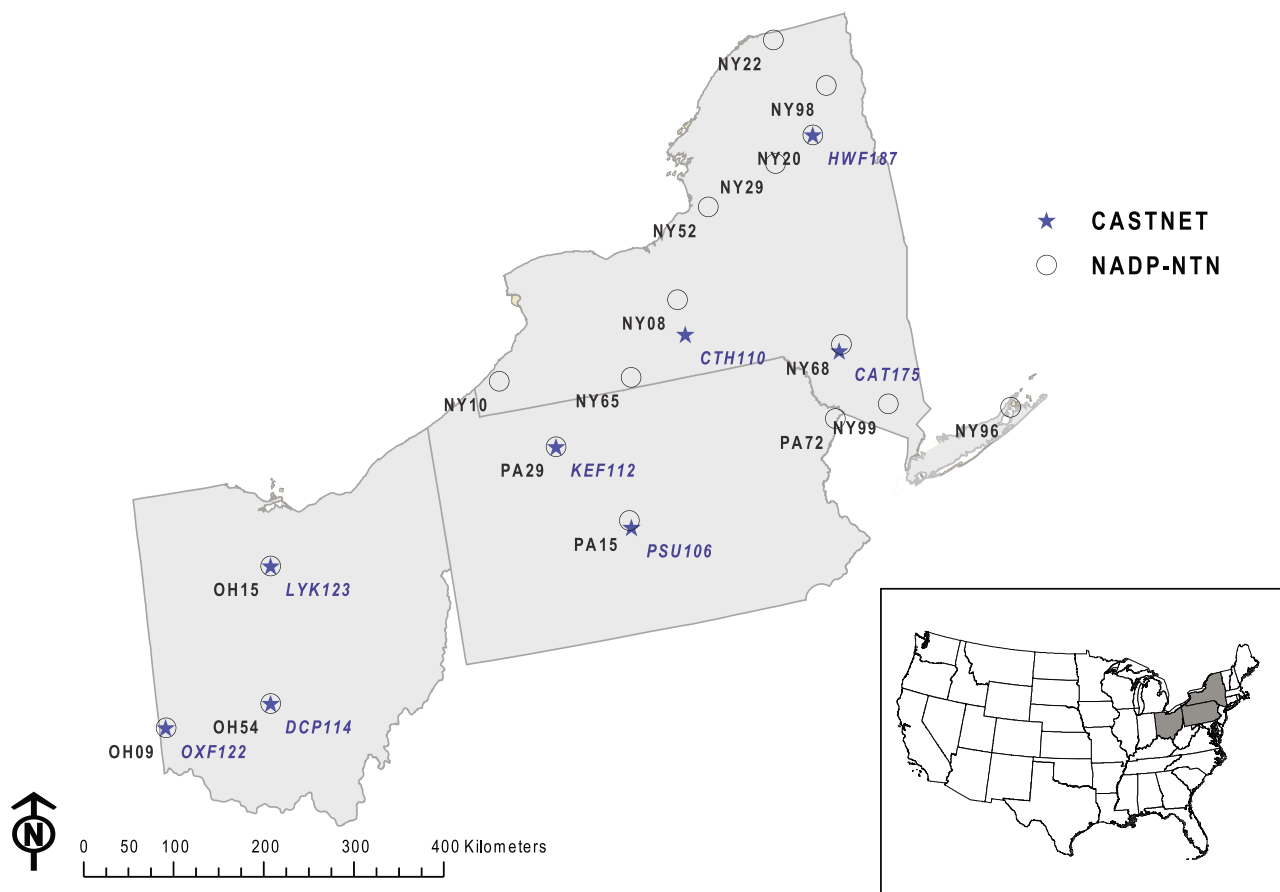 NY22
NY98
NY20
HWF187
NY29
NY52
CASTNET
NADP-NTN
NY08
CTH110
NY68
CAT175
NY10
NY65
NY99
NY96
PA72
PA29
KEF112
PA15
PSU106
OH15
LYK123
OH54
DCP114
OH09
OXF122
N
0 50 100 200 300 400 Kilometers